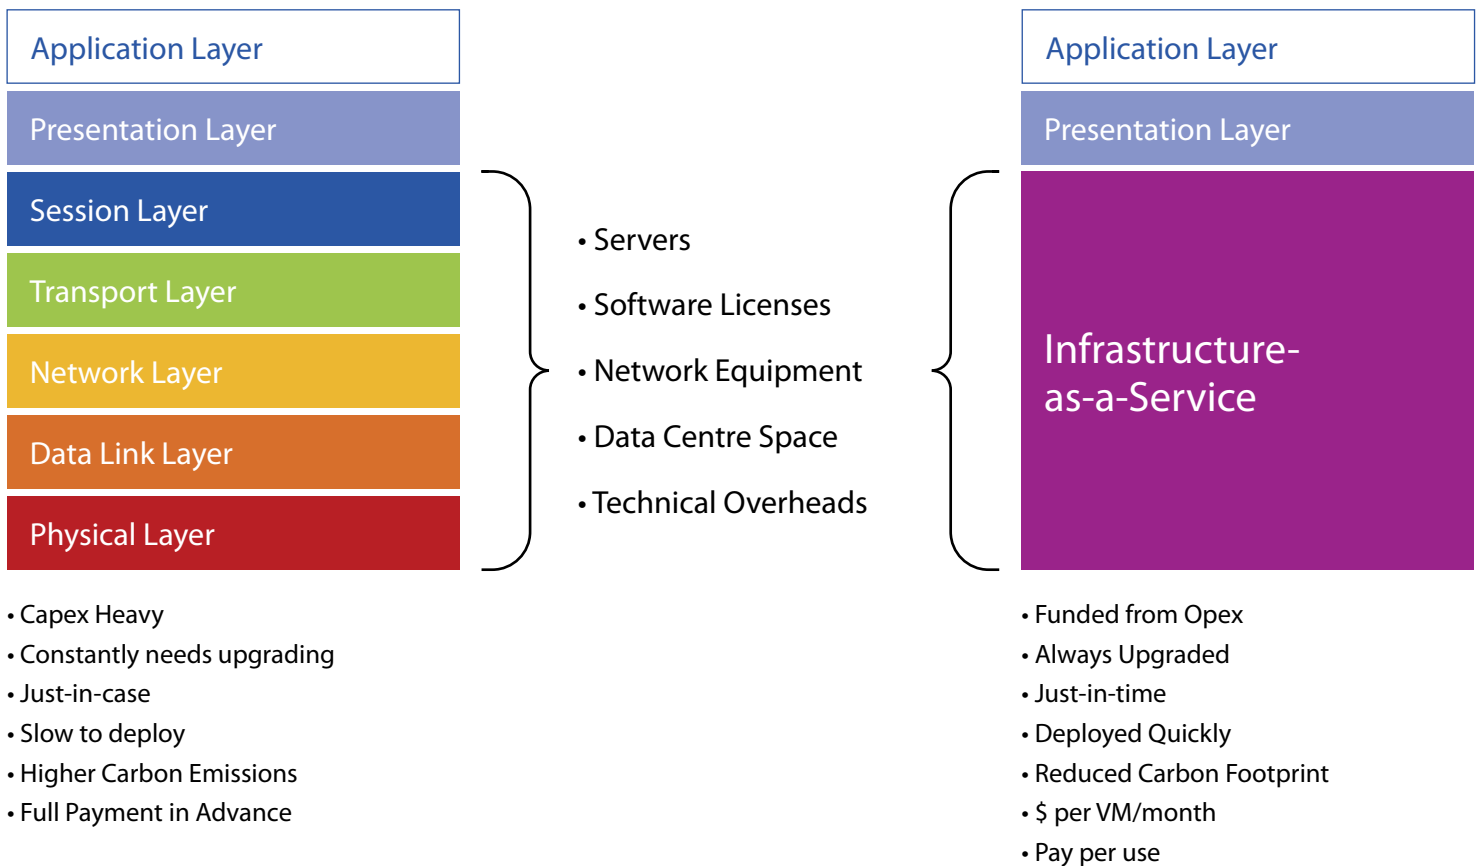 Application Layer
Presentation Layer
Session Layer
Transport Layer
Network Layer
Data Link Layer
Physical Layer
• Capex Heavy
• Constantly needs upgrading
• Just-in-case
• Slow to deploy
• Higher Carbon Emissions
• Full Payment in Advance
• Servers
• Software Licenses
• Network Equipment
• Data Centre Space
• Technical Overheads
Application Layer
Presentation Layer
Infrastructure-
as-a-Service
• Funded from Opex
• Always Upgraded
• Just-in-time
• Deployed Quickly
• Reduced Carbon Footprint
• $ per VM/month
• Pay per use